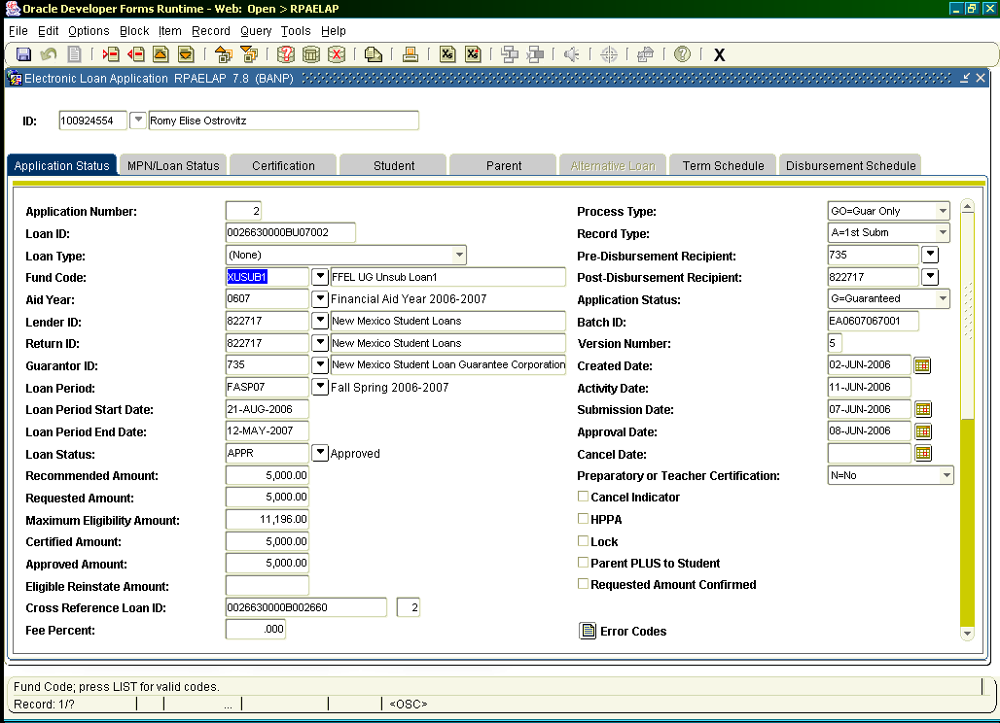 Oracle Developer Forms Runtime - Web: Open > RPAELAP
File Edit Options Block Item Record Query Tools Help
X
Electronic Loan Application RPAELAP 7.8 (BANP)
ID: 100924554 Romy Elise Ostrovitz
Application Status MPN/Loan Status Certification Student Parent Alternative Loan Term Schedule Disbursement Schedule
Application Number: 2
Loan ID: 0026630000BU07002
Loan Type: (None)
Fund Code: XUSUB1 FFEL UG Unsub Loan1
Aid Year: 0607 Financial Aid Year 2006-2007
Lender ID: 822717 New Mexico Student Loans
Return ID: 822717 New Mexico Student Loans
Guarantor ID: 735 New Mexico Student Loan Guarantee Corporation
Loan Period: FASP07 Fall Spring 2006-2007
Loan Period Start Date: 21-AUG-2006
Loan Period End Date: 12-MAY-2007
Loan Status: APPR Approved
Recommended Amount: 5,000.00
Requested Amount: 5,000.00
Maximum Eligibility Amount: 11,196.00
Certified Amount: 5,000.00
Approved Amount: 5,000.00
Eligible Reinstate Amount:
Cross Reference Loan ID: 0026630000B002660 2
Fee Percent: .000
Process Type: GO=Guar Only
Record Type: A=1st Subm
Pre-Disbursement Recipient: 735
Post-Disbursement Recipient: 822717
Application Status: G=Guaranteed
Batch ID: EA0607067001
Version Number: 5
Created Date: 02-JUN-2006
Activity Date: 11-JUN-2006
Submission Date: 07-JUN-2006
Approval Date: 08-JUN-2006
Cancel Date:
Preparatory or Teacher Certification: N=No
Cancel Indicator
HPPA
Lock
Parent PLUS to Student
Requested Amount Confirmed
Error Codes
Fund Code; press LIST for valid codes.
Record: 1/? ... <OSC>